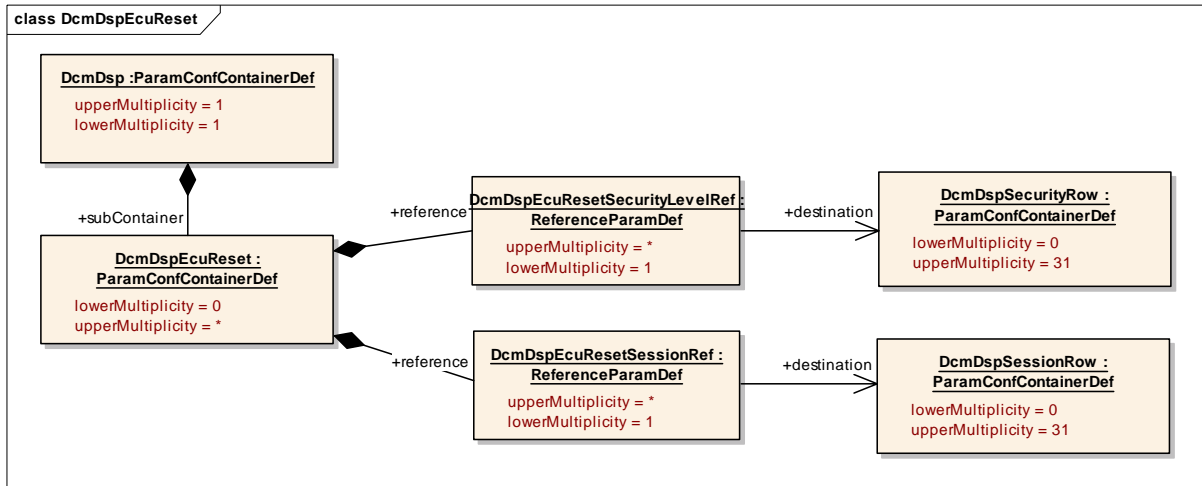 class DcmDspEcuReset
DcmDsp :ParamConfContainerDef
upperMultiplicity = 1
lowerMultiplicity = 1
+subContainer
DcmDspEcuReset :
ParamConfContainerDef
lowerMultiplicity = 0
upperMultiplicity = *
+reference
DcmDspEcuResetSecurityLevelRef :
ReferenceParamDef
upperMultiplicity = *
lowerMultiplicity = 1
+destination
DcmDspSecurityRow :
ParamConfContainerDef
lowerMultiplicity = 0
upperMultiplicity = 31
+reference
DcmDspEcuResetSessionRef :
ReferenceParamDef
upperMultiplicity = *
lowerMultiplicity = 1
+destination
DcmDspSessionRow :
ParamConfContainerDef
lowerMultiplicity = 0
upperMultiplicity = 31